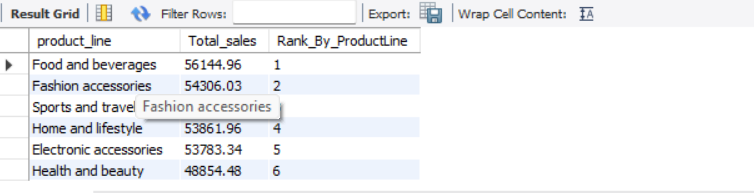 Result Grid Filter Rows: Export: Wrap Cell Content: IA
product_line Total_sales Rank_By_ProductLine
Food and beverages 56144.96 1
Fashion accessories 54306.03 2
Sports and travel Fashion accessories
Home and lifestyle 53861.96 4
Electronic accessories 53783.34 5
Health and beauty 48854.48 6